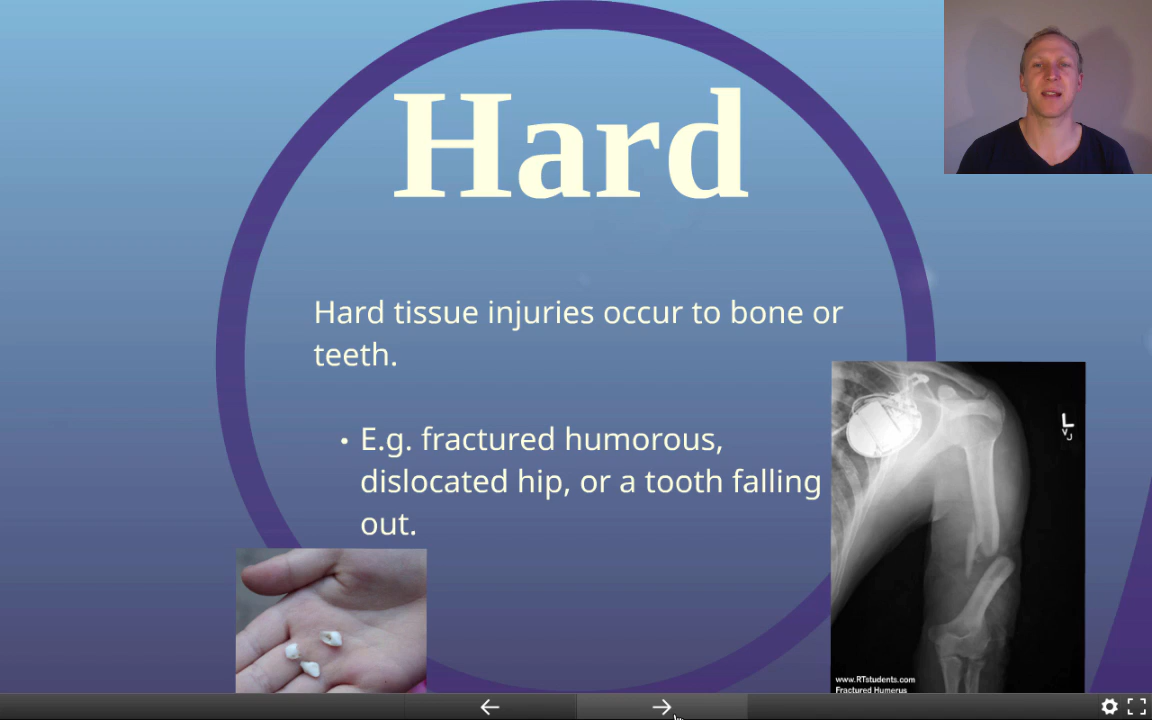 Hard
Hard tissue injuries occur to bone or
teeth.
• E.g. fractured humorous,
dislocated hip, or a tooth falling
out.
L
www.RTstudents.com
Fractured Humerus